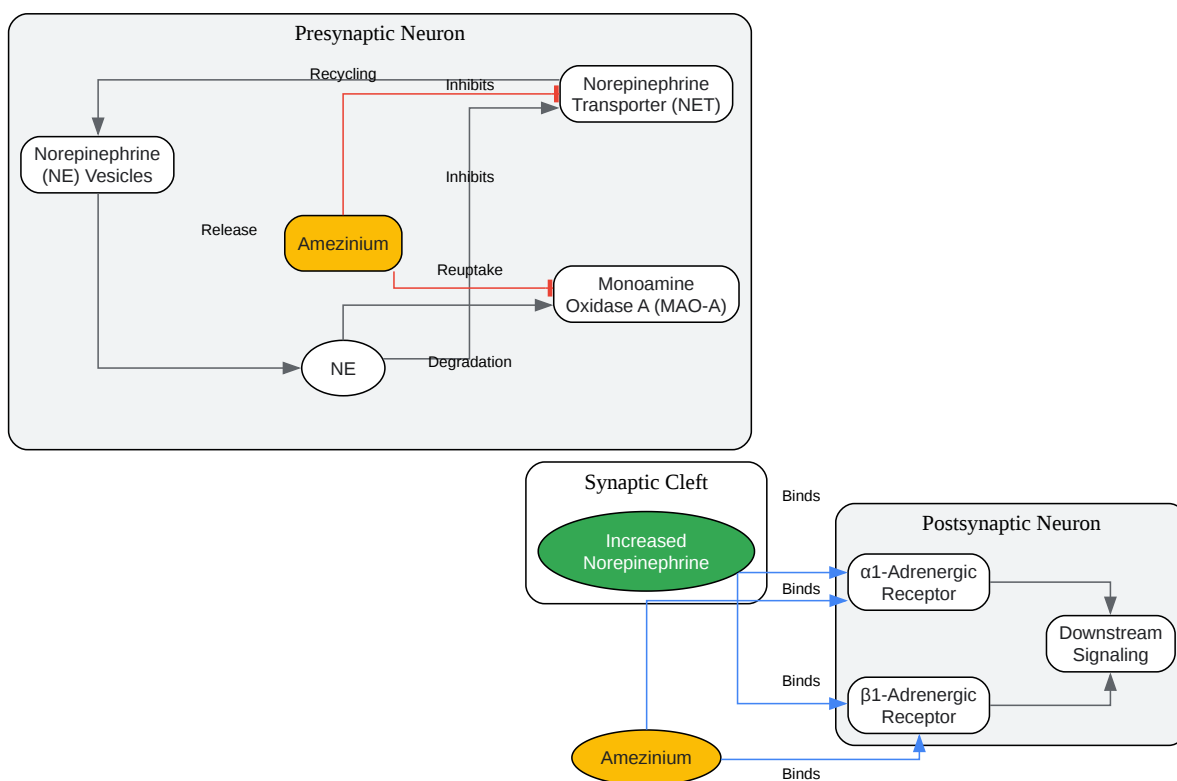 Presynaptic Neuron
Recycling
Inhibits
Norepinephrine
Transporter (NET)
Norepinephrine
(NE) Vesicles
Inhibits
Release
Amezinium
Reuptake
Monoamine
Oxidase A (MAO-A)
NE
Degradation
Synaptic Cleft
Increased
Norepinephrine
Binds
Postsynaptic Neuron
α1-Adrenergic
Receptor
Binds
Downstream
Signaling
Binds
β1-Adrenergic
Receptor
Amezinium
Binds